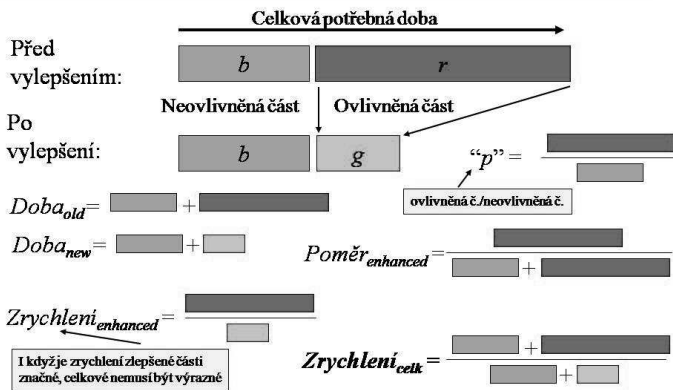 Celková potřebná doba
Před
vylepšením:
b
r
Neovlivněná část
Ovlivněná část
Po
vylepšení:
b
g
“p”=
ovlivněná č./neovlivněná č.
Doba_old= +
Doba_new= +
Poměr_enhanced=
+
Zrychlení_enhanced=
I když je zrychlení zlepšené části
značné, celkové nemusí být výrazné
Zrychlení_celk=
+
+